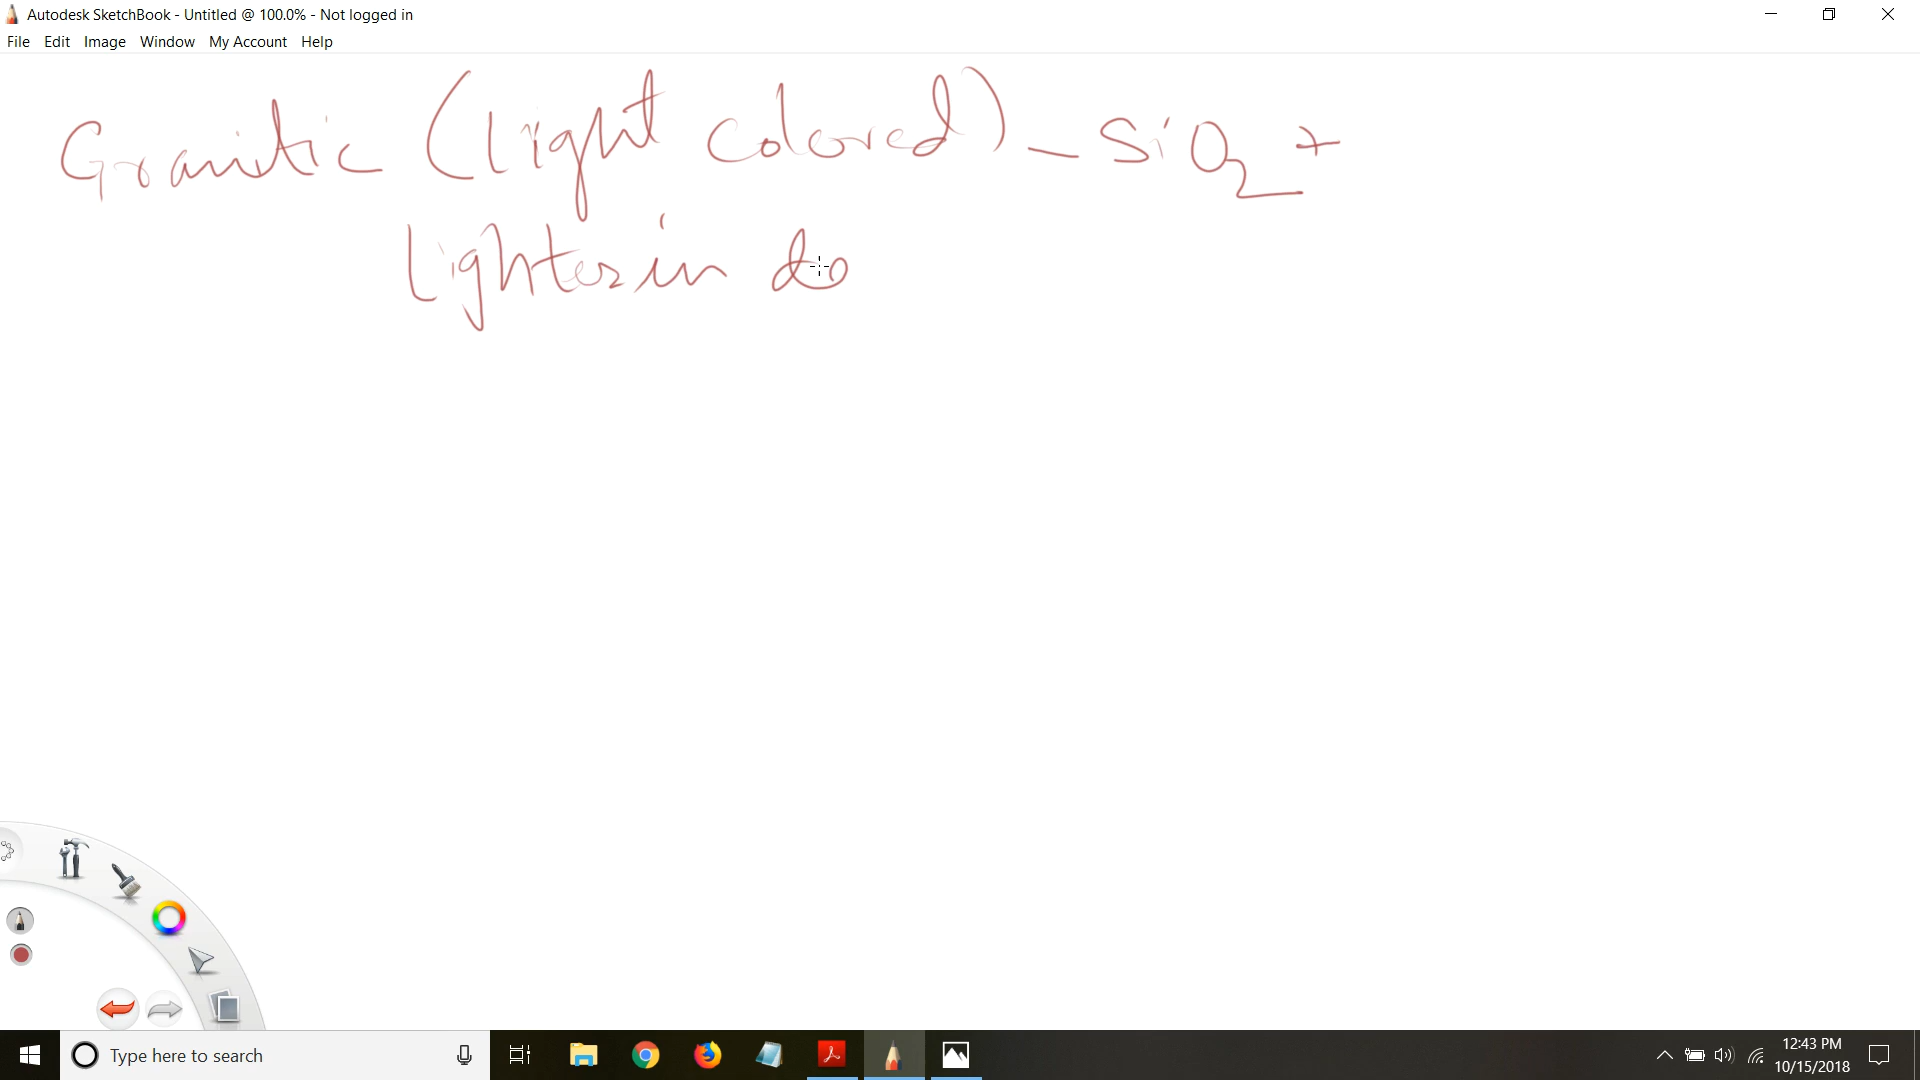 Autodesk SketchBook - Untitled @ 100.0% - Not logged in
File Edit Image Window My Account Help
Granitic (light colored) – SiO2 +
lighter in do
Type here to search
12:43 PM
10/15/2018